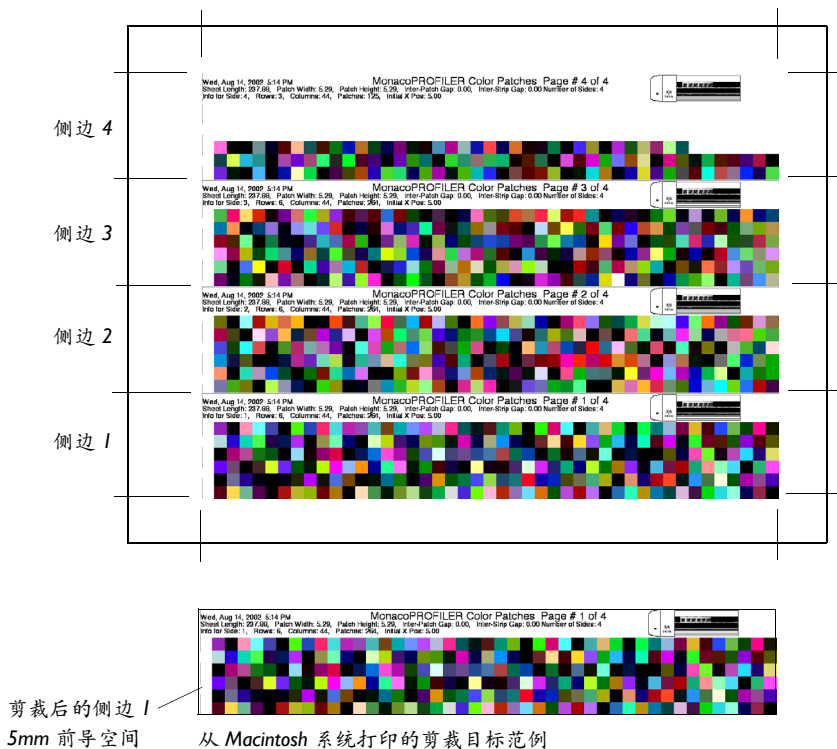 Wed, Aug 14, 2002 5:14 PM MonacoPROFILER Color Patches Page # 4 of 4
Sheet Length: 237.66, Patch Width: 5.29, Patch Height: 5.29, Inter-Patch Gap: 0.00, Inter-Strip Gap: 0.00 Number of Sides: 4
Info for Side: 4, Rows: 3, Columns: 44, Patches: 125, Initial X Pos: 5.00
侧边 4
Wed, Aug 14, 2002 5:14 PM MonacoPROFILER Color Patches Page # 3 of 4
Sheet Length: 237.66, Patch Width: 5.29, Patch Height: 5.29, Inter-Patch Gap: 0.00, Inter-Strip Gap: 0.00 Number of Sides: 4
Info for Side: 3, Rows: 6, Columns: 44, Patches: 264, Initial X Pos: 5.00
侧边 3
Wed, Aug 14, 2002 5:14 PM MonacoPROFILER Color Patches Page # 2 of 4
Sheet Length: 237.66, Patch Width: 5.29, Patch Height: 5.29, Inter-Patch Gap: 0.00, Inter-Strip Gap: 0.00 Number of Sides: 4
Info for Side: 2, Rows: 6, Columns: 44, Patches: 264, Initial X Pos: 5.00
侧边 2
Wed, Aug 14, 2002 5:14 PM MonacoPROFILER Color Patches Page # 1 of 4
Sheet Length: 237.66, Patch Width: 5.29, Patch Height: 5.29, Inter-Patch Gap: 0.00, Inter-Strip Gap: 0.00 Number of Sides: 4
Info for Side: 1, Rows: 6, Columns: 44, Patches: 264, Initial X Pos: 5.00
侧边 1
Wed, Aug 14, 2002 5:14 PM MonacoPROFILER Color Patches Page # 1 of 4
Sheet Length: 237.66, Patch Width: 5.29, Patch Height: 5.29, Inter-Patch Gap: 0.00, Inter-Strip Gap: 0.00 Number of Sides: 4
Info for Side: 1, Rows: 6, Columns: 44, Patches: 264, Initial X Pos: 5.00
剪裁后的侧边 1
5mm 前导空间
从 Macintosh 系统打印的剪裁目标范例